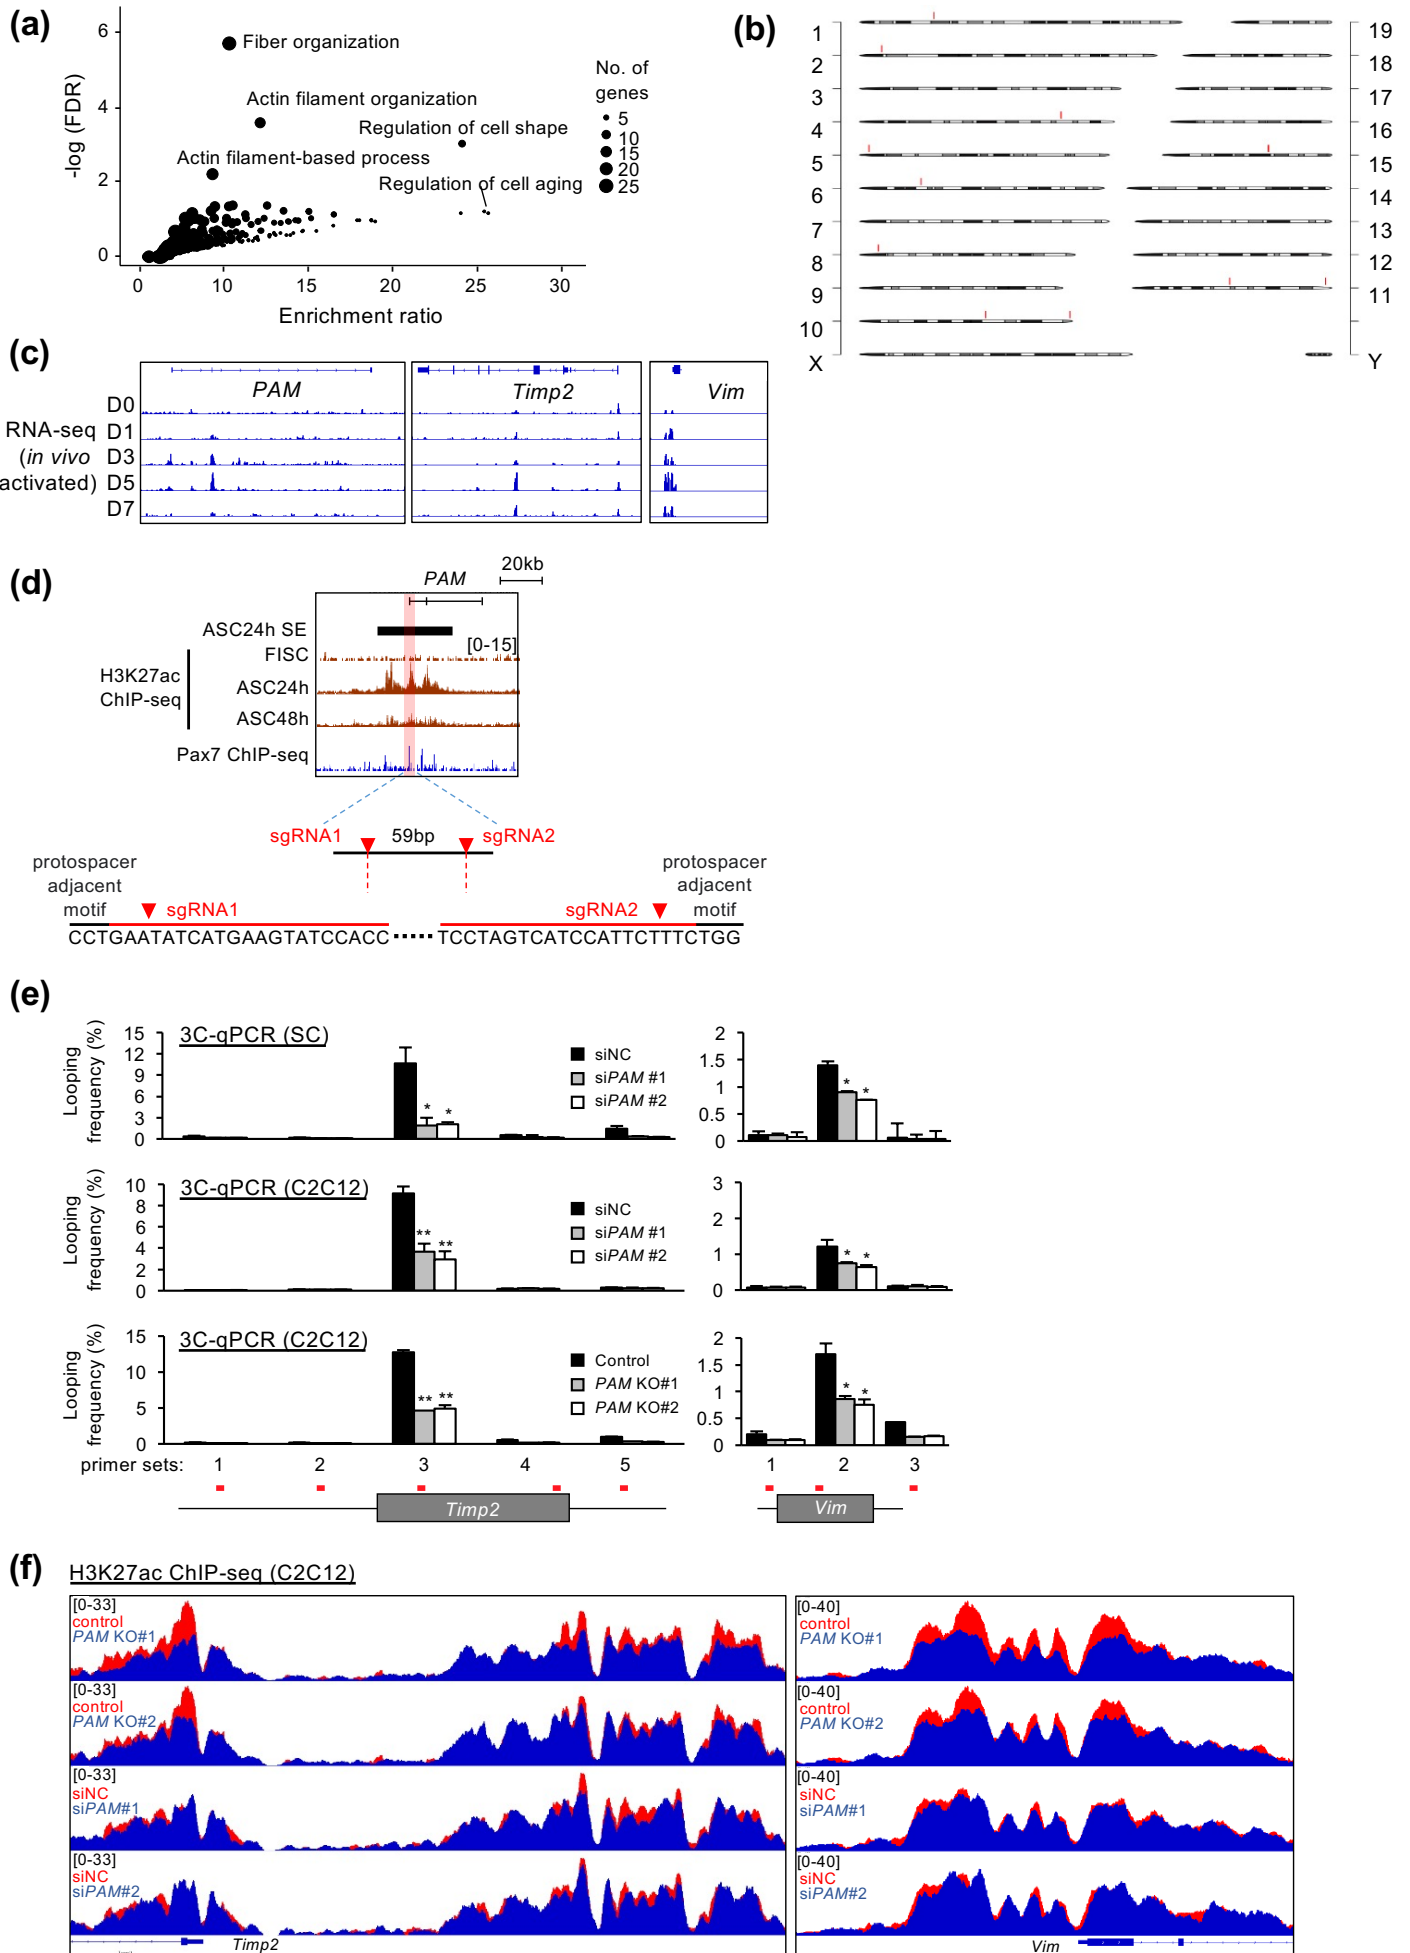 (a)
-log (FDR)
6
4
2
0
Fiber organization
Actin filament organization
Regulation of cell shape
Actin filament-based process
Regulation of cell aging
No. of
genes
5
10
15
20
25
0
10
15
20
25
30
Enrichment ratio
(b)
1
2
3
4
5
6
7
8
9
10
X
19
18
17
16
15
14
13
12
11
Y
(c)
PAM
Timp2
Vim
RNA-seq
(in vivo
activated)
D0
D1
D3
D5
D7
(d)
20kb
PAM
ASC24h SE
[0-15]
H3K27ac
ChIP-seq
FISC
ASC24h
ASC48h
Pax7 ChIP-seq
sgRNA1
59bp
sgRNA2
protospacer
adjacent
motif
sgRNA1
sgRNA2
protospacer
adjacent
motif
CCTGAATATCATGAAGTATCCACC······TCCTAGTCATCCATTCTTTCTGG
(e)
3C-qPCR (SC)
Looping
frequency (%)
15
12
9
6
3
0
* *
siNC
siPAM #1
siPAM #2
2
1.5
1
0.5
0
* *
3C-qPCR (C2C12)
Looping
frequency (%)
10
8
6
4
2
0
** **
siNC
siPAM #1
siPAM #2
3
2
1
0
* *
3C-qPCR (C2C12)
Looping
frequency (%)
15
10
5
0
** **
Control
PAM KO#1
PAM KO#2
2
1.5
1
0.5
0
* *
primer sets: 1 2 3 4 5
1 2 3
Timp2
Vim
(f)
H3K27ac ChIP-seq (C2C12)
[0-33]
control
PAM KO#1
[0-33]
control
PAM KO#2
[0-33]
siNC
siPAM#1
[0-33]
siNC
siPAM#2
Timp2
[0-40]
control
PAM KO#1
[0-40]
control
PAM KO#2
[0-40]
siNC
siPAM#1
[0-40]
siNC
siPAM#2
Vim